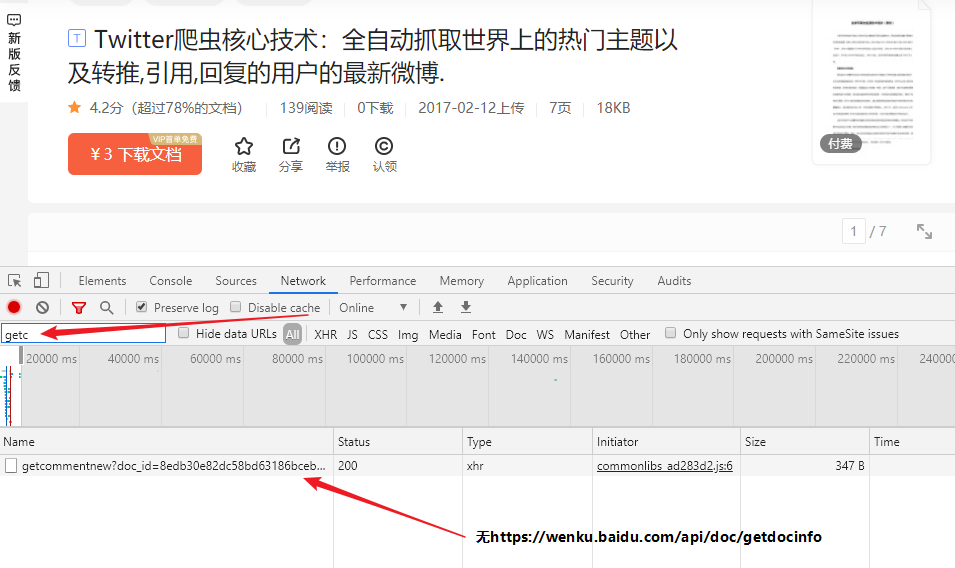 新版反馈
T Twitter爬虫核心技术：全自动抓取世界上的热门主题以
及转推,引用,回复的用户的最新微博.
4.2分（超过78%的文档） 139阅读 0下载 2017-02-12上传 7页 18KB
VIP首单免费
¥3 下载文档
收藏 分享 举报 认领
付费
1 / 7
Elements Console Sources Network Performance Memory Application Security Audits
Preserve log Disable cache Online
getc Hide data URLs All XHR JS CSS Img Media Font Doc WS Manifest Other Only show requests with SameSite issues
20000 ms 40000 ms 60000 ms 80000 ms 100000 ms 120000 ms 140000 ms 160000 ms 180000 ms 200000 ms 220000 ms 24000
Name Status Type Initiator Size Time
getcommentnew?doc_id=8edb30e82dc58bd63186bceb... 200 xhr commonlibs_ad283d2.js:6 347 B
无https://wenku.baidu.com/api/doc/getdocinfo